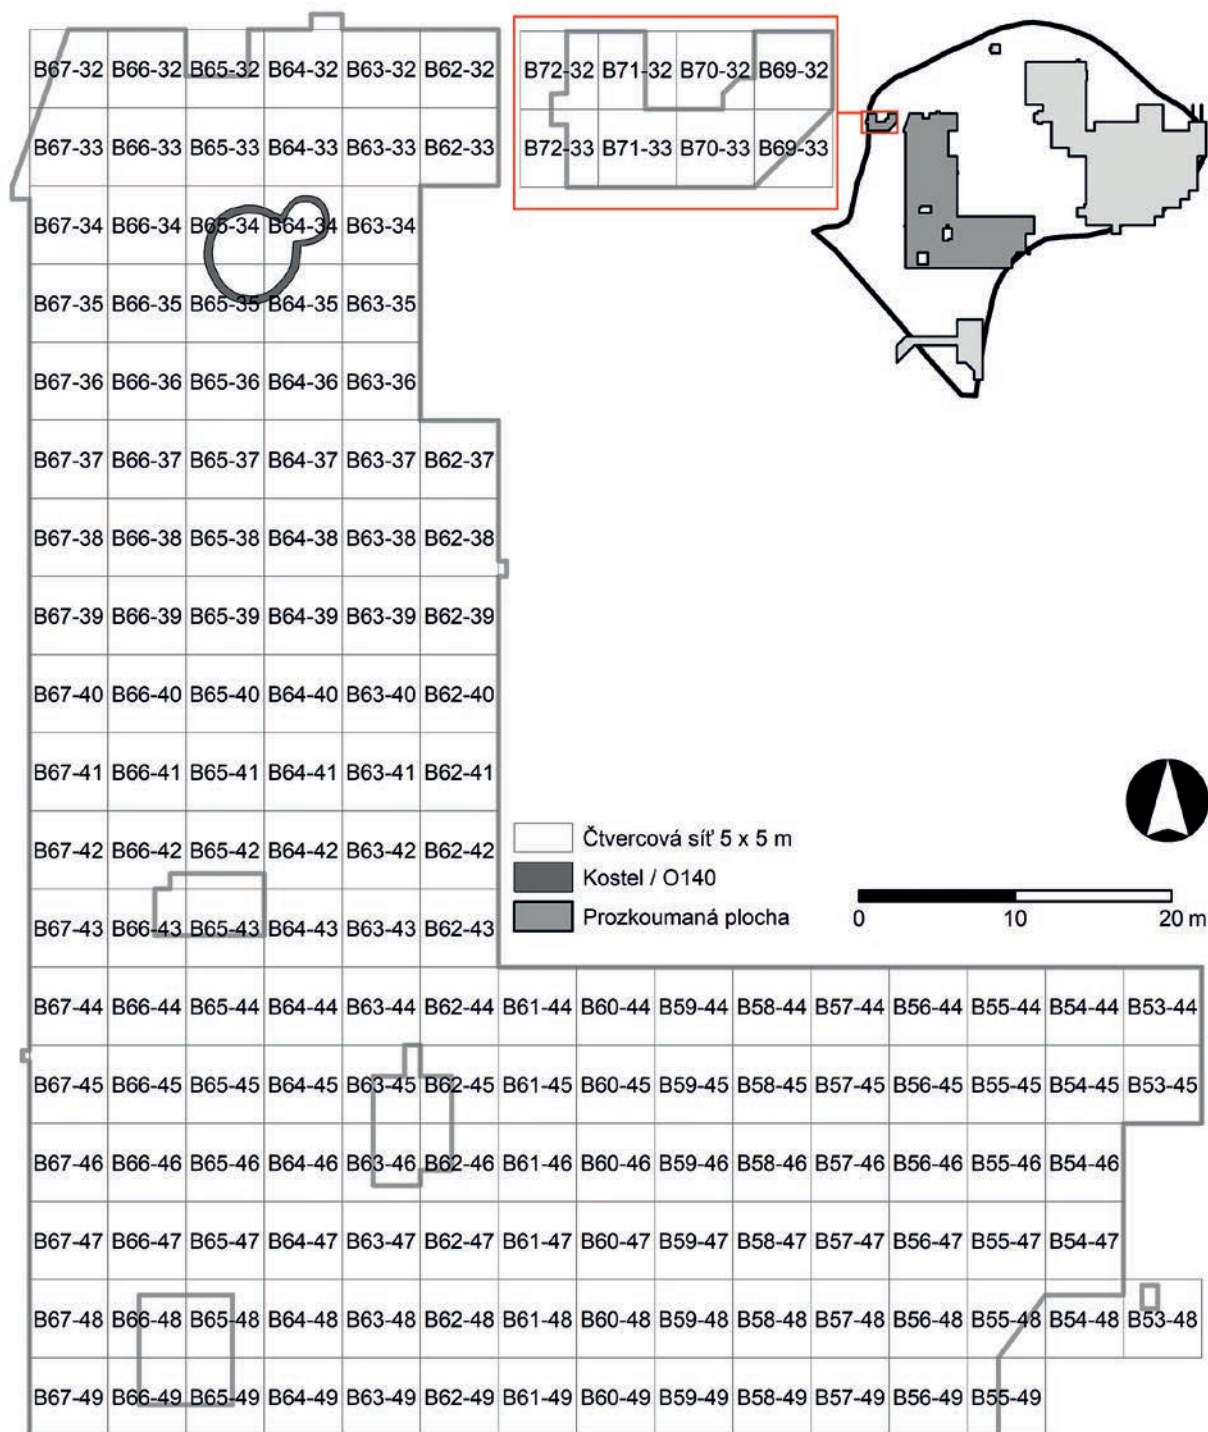 B67-32 B66-32 B65-32 B64-32 B63-32 B62-32 B72-32 B71-32 B70-32 B69-32
B67-33 B66-33 B65-33 B64-33 B63-33 B62-33 B72-33 B71-33 B70-33 B69-33
B67-34 B66-34 B65-34 B64-34 B63-34
B67-35 B66-35 B65-35 B64-35 B63-35
B67-36 B66-36 B65-36 B64-36 B63-36
B67-37 B66-37 B65-37 B64-37 B63-37 B62-37
B67-38 B66-38 B65-38 B64-38 B63-38 B62-38
B67-39 B66-39 B65-39 B64-39 B63-39 B62-39
B67-40 B66-40 B65-40 B64-40 B63-40 B62-40
B67-41 B66-41 B65-41 B64-41 B63-41 B62-41
B67-42 B66-42 B65-42 B64-42 B63-42 B62-42
B67-43 B66-43 B65-43 B64-43 B63-43 B62-43
Čtvercová síť 5 x 5 m
Kostel / O140
Prozkoumaná plocha
0 10 20 m
B67-44 B66-44 B65-44 B64-44 B63-44 B62-44 B61-44 B60-44 B59-44 B58-44 B57-44 B56-44 B55-44 B54-44 B53-44
B67-45 B66-45 B65-45 B64-45 B63-45 B62-45 B61-45 B60-45 B59-45 B58-45 B57-45 B56-45 B55-45 B54-45 B53-45
B67-46 B66-46 B65-46 B64-46 B63-46 B62-46 B61-46 B60-46 B59-46 B58-46 B57-46 B56-46 B55-46 B54-46
B67-47 B66-47 B65-47 B64-47 B63-47 B62-47 B61-47 B60-47 B59-47 B58-47 B57-47 B56-47 B55-47 B54-47
B67-48 B66-48 B65-48 B64-48 B63-48 B62-48 B61-48 B60-48 B59-48 B58-48 B57-48 B56-48 B55-48 B54-48 B53-48
B67-49 B66-49 B65-49 B64-49 B63-49 B62-49 B61-49 B60-49 B59-49 B58-49 B57-49 B56-49 B55-49